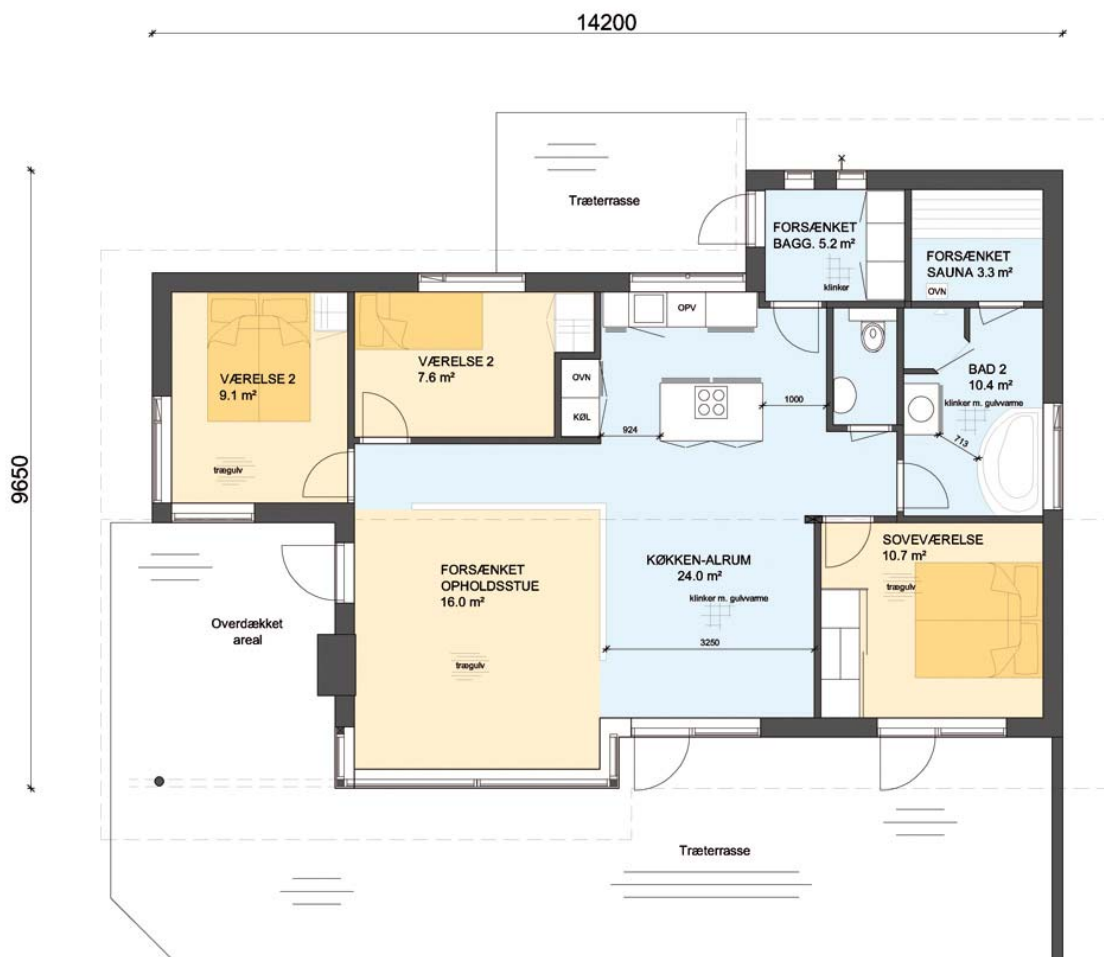 14200
9650
Træterrasse
FORSÆNKET
BAGG. 5.2 m²
klinker
FORSÆNKET
SAUNA 3.3 m²
OVN
VÆRELSE 2
9.1 m²
trægulv
VÆRELSE 2
7.6 m²
OVN
KØL
OPV
924
1000
BAD 2
10.4 m²
klinker m. gulvvarme
713
FORSÆNKET
OPHOLDSSTUE
16.0 m²
trægulv
KØKKEN-ALRUM
24.0 m²
klinker m. gulvvarme
3250
SOVEVÆRELSE
10.7 m²
trægulv
Overdækket
areal
Træterrasse